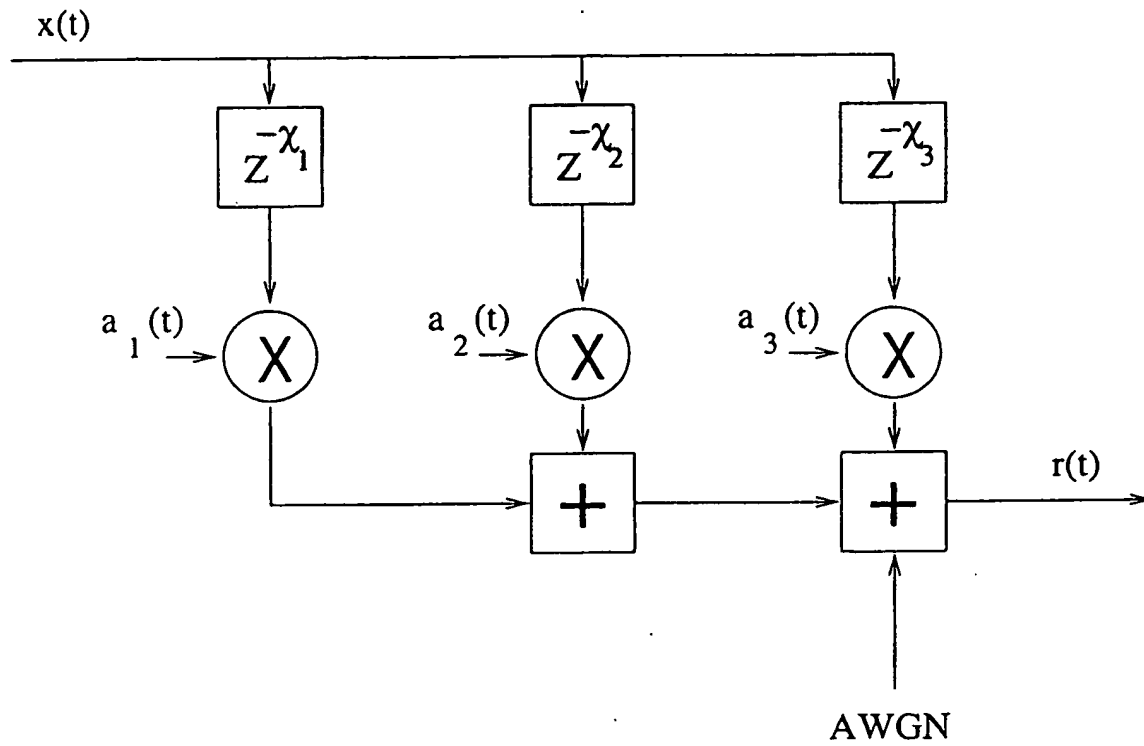 x(t)
Z^{-χ_1} Z^{-χ_2} Z^{-χ_3}
a_1(t) X a_2(t) X a_3(t) X
+ +
r(t)
AWGN